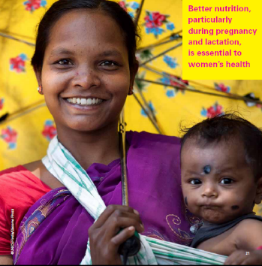 Better nutrition,
particularly
during pregnancy
and lactation,
is essential to
women's health